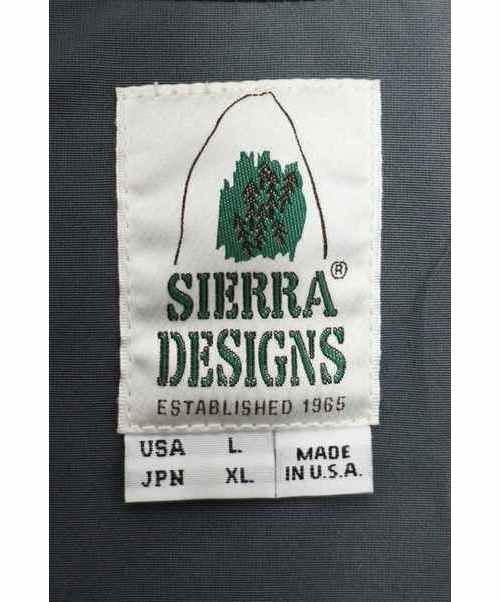 SIERRA®
DESIGNS
ESTABLISHED 1965
USA L.
JPN XL.
MADE
IN U.S.A.